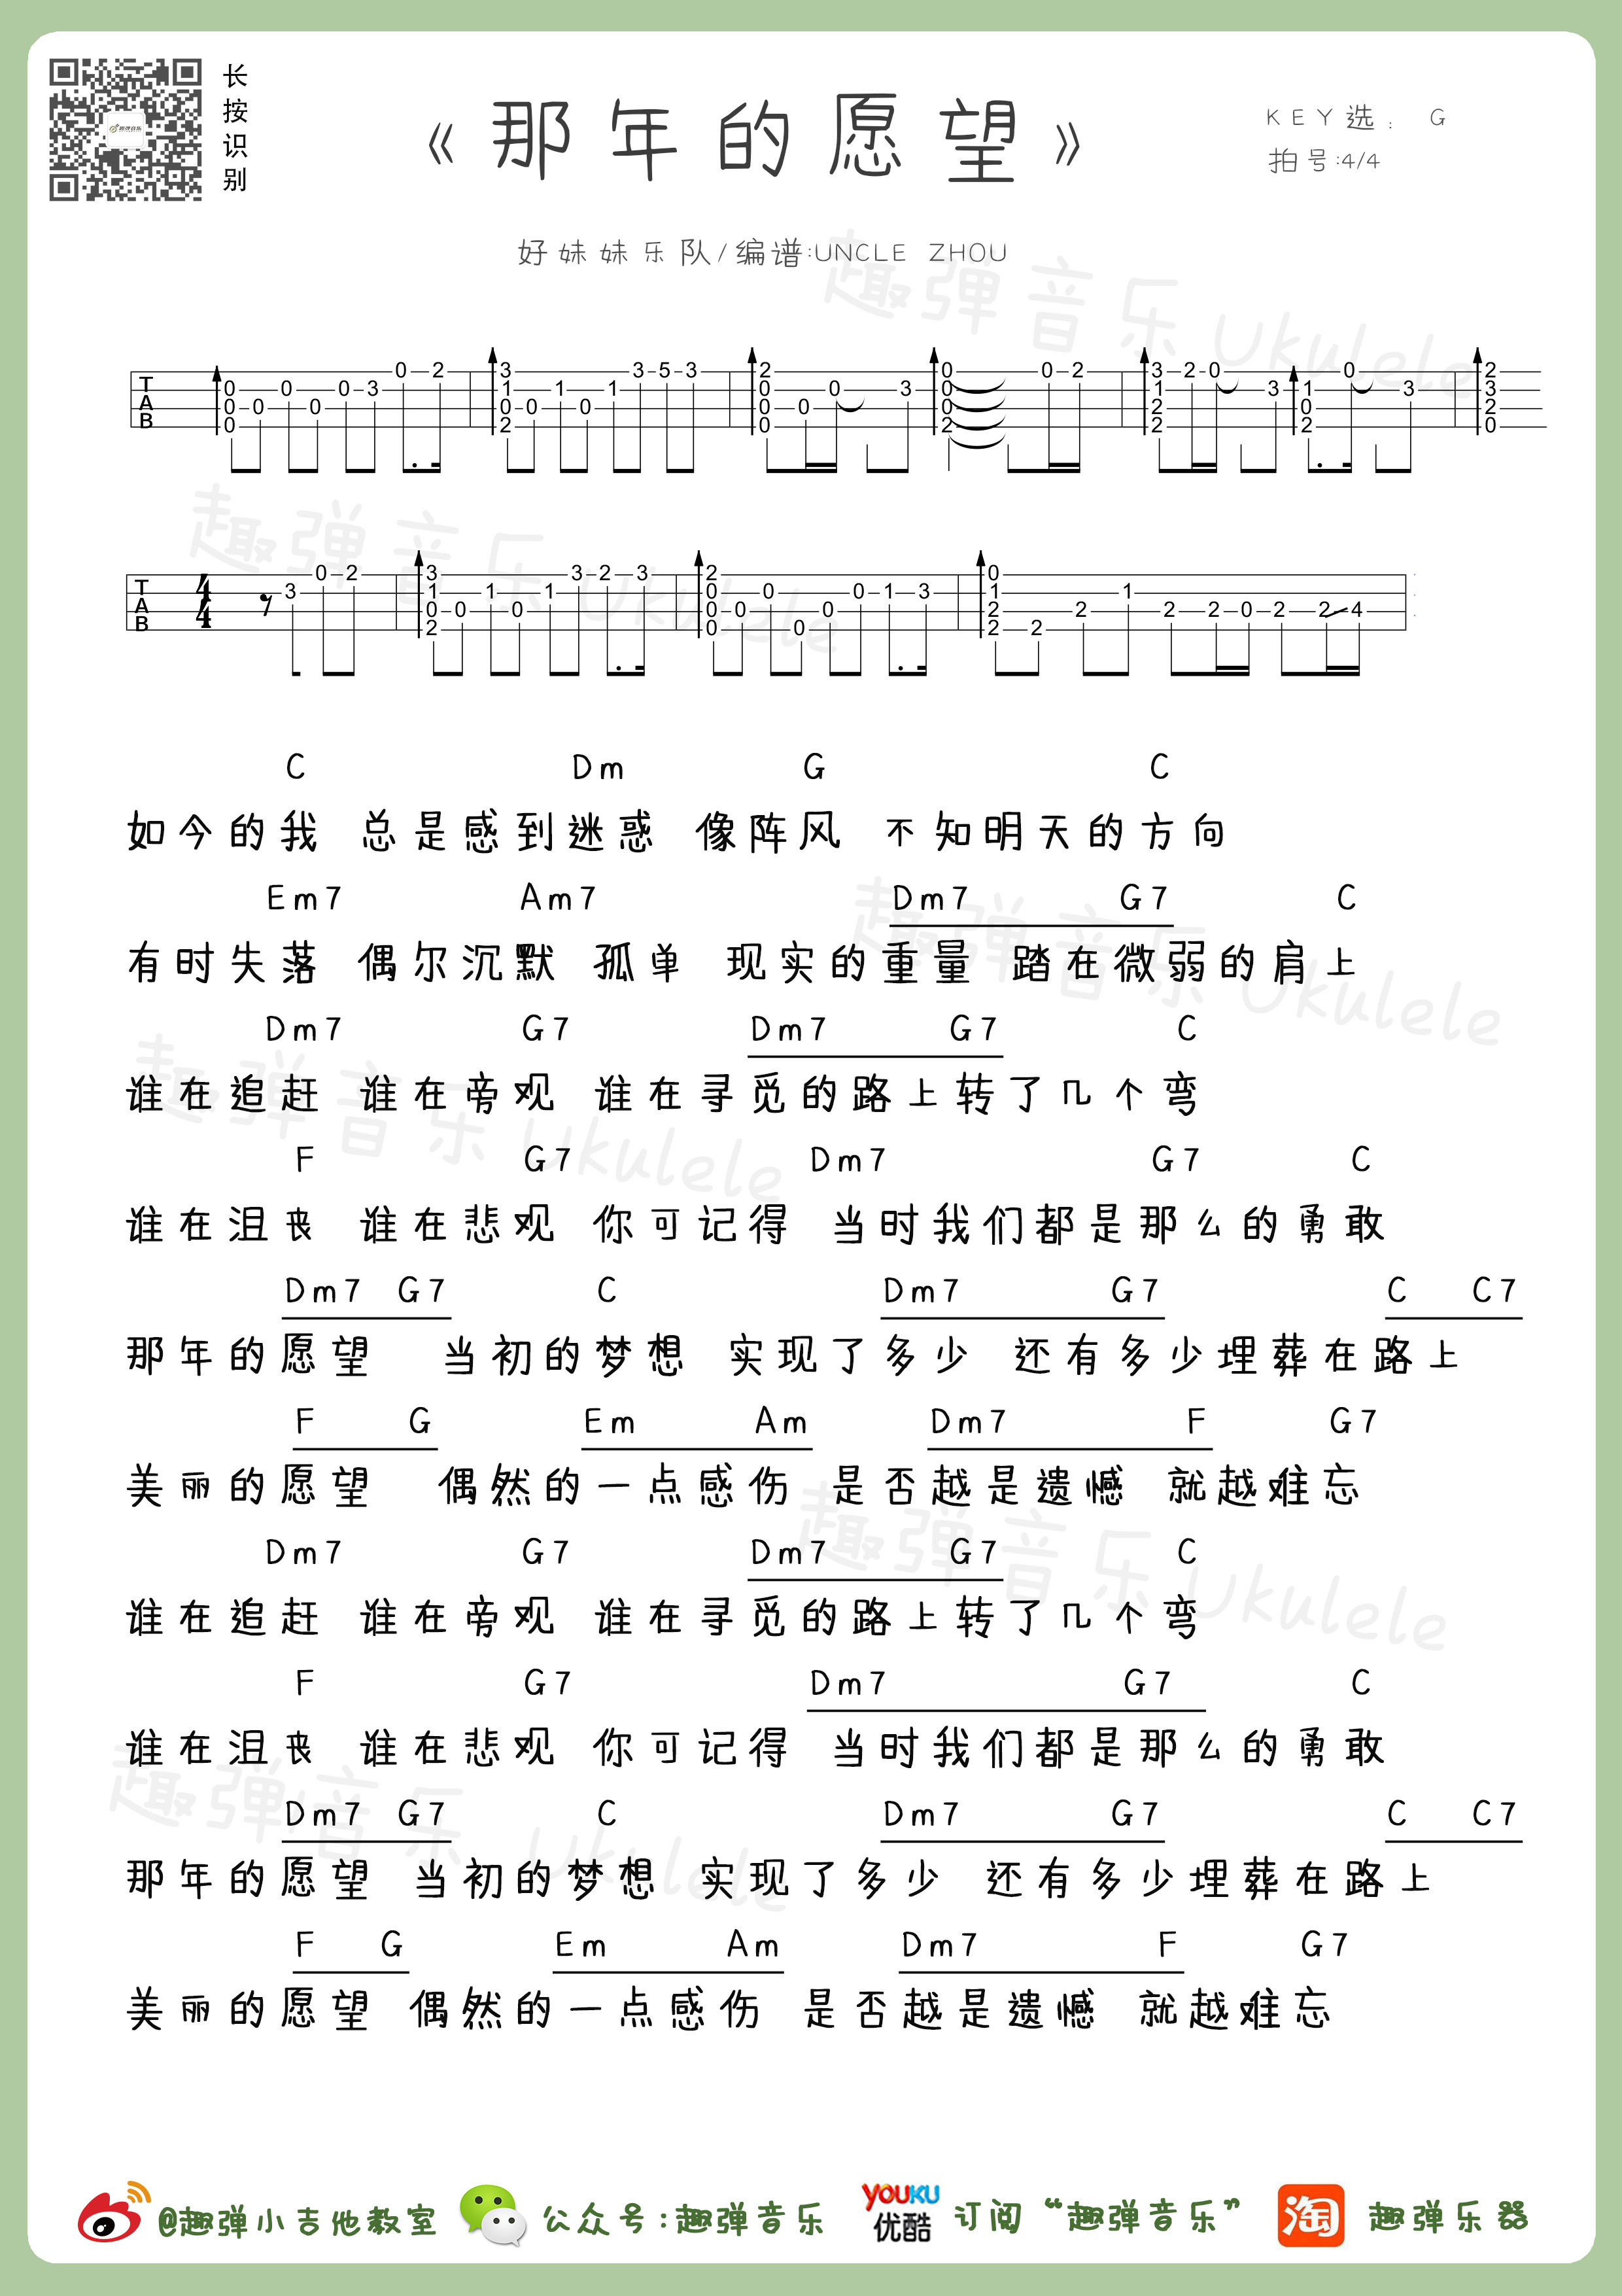 长按识别
《那年的愿望》
KEY选: G
拍号:4/4
好妹妹乐队/编谱:UNCLE ZHOU
C Dm G C
如今的我 总是感到迷惑 像阵风 不知明天的方向
Em7 Am7 Dm7 G7 C
有时失落 偶尔沉默 孤单 现实的重量 踏在微弱的肩上
Dm7 G7 Dm7 G7 C
谁在追赶 谁在旁观 谁在寻觅的路上转了几个弯
F G7 Dm7 G7 C
谁在沮丧 谁在悲观 你可记得 当时我们都是那么的勇敢
Dm7 G7 C Dm7 G7 C C7
那年的愿望 当初的梦想 实现了多少 还有多少埋葬在路上
F G Em Am Dm7 F G7
美丽的愿望 偶然的一点感伤 是否越是遗憾 就越难忘
Dm7 G7 Dm7 G7 C
谁在追赶 谁在旁观 谁在寻觅的路上转了几个弯
F G7 Dm7 G7 C
谁在沮丧 谁在悲观 你可记得 当时我们都是那么的勇敢
Dm7 G7 C Dm7 G7 C C7
那年的愿望 当初的梦想 实现了多少 还有多少埋葬在路上
F G Em Am Dm7 F G7
美丽的愿望 偶然的一点感伤 是否越是遗憾 就越难忘
@趣弹小吉他教室 公众号:趣弹音乐 YOUKU 优酷 订阅“趣弹音乐” 淘 趣弹乐器